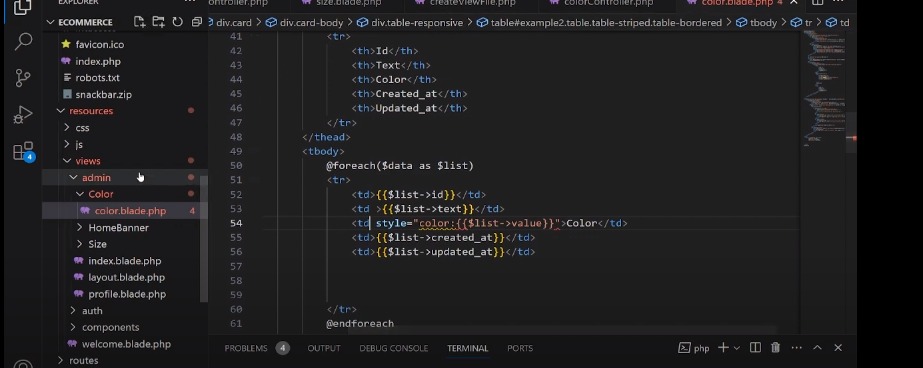 EXPLORER
ontroller.php size.blade.php createViewFile.php colorController.php color.blade.php 4
ECOMMERCE
div.card > div.card-body > div.table-responsive > table#example2.table.table-striped.table-bordered > tbody > tr > td
favicon.ico
index.php
robots.txt
snackbar.zip
resources
css
js
views
admin
Color
color.blade.php 4
HomeBanner
Size
index.blade.php
layout.blade.php
profile.blade.php
auth
components
welcome.blade.php
routes
4
41 <tr>
42 <th>Id</th>
43 <th>Text</th>
44 <th>Color</th>
45 <th>Created_at</th>
46 <th>Updated_at</th>
47 </tr>
48 </thead>
49 <tbody>
50 @foreach($data as $list)
51 <tr>
52 <td>{{$list->id}}</td>
53 <td >{{$list->text}}</td>
54 <td style="color:{{$list->value}}">Color</td>
55 <td>{{$list->created_at}}</td>
56 <td>{{$list->updated_at}}</td>
57
58
59
60 </tr>
61 @endforeach
PROBLEMS 4 OUTPUT DEBUG CONSOLE TERMINAL PORTS php